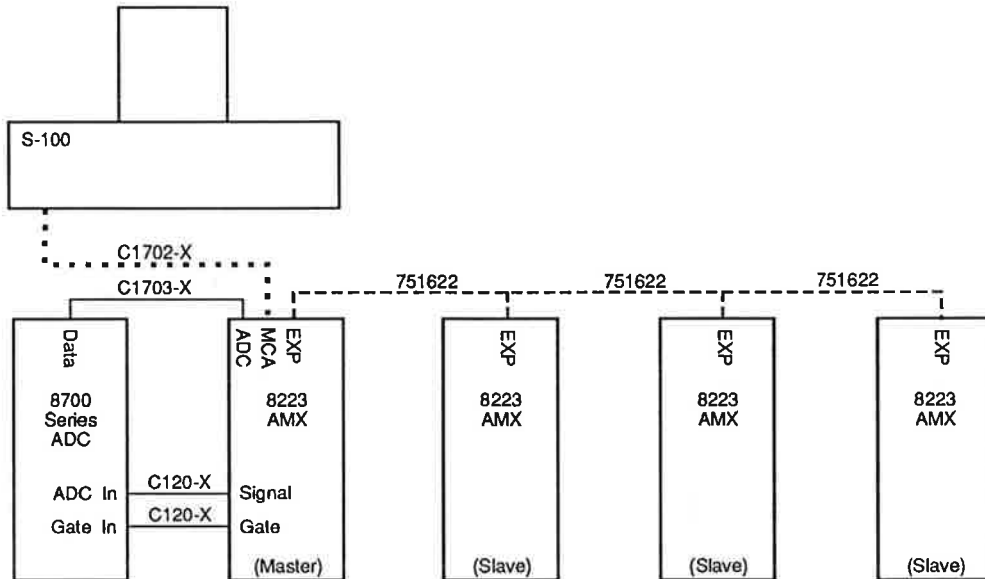 S-100
C1702-X
C1703-X
751622
751622
751622
Data
ADC
MCA
EXP
EXP
EXP
EXP
8700
Series
ADC
8223
AMX
8223
AMX
8223
AMX
8223
AMX
ADC In
C120-X
Signal
Gate In
C120-X
Gate
(Master)
(Slave)
(Slave)
(Slave)